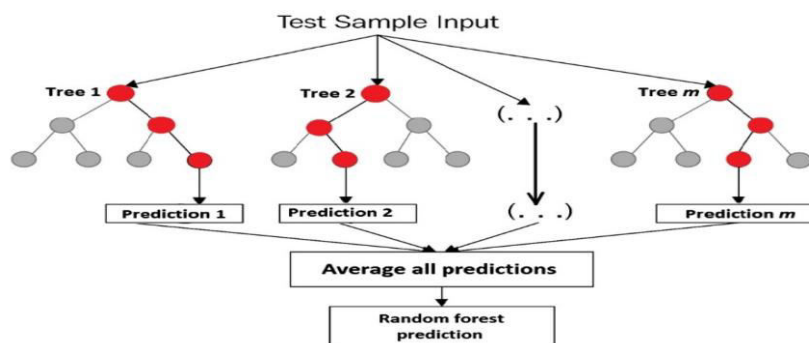 Test Sample Input
Tree 1
Tree 2
(. . .)
Tree m
Prediction 1
Prediction 2
(. . .)
Prediction m
Average all predictions
Random forest
prediction